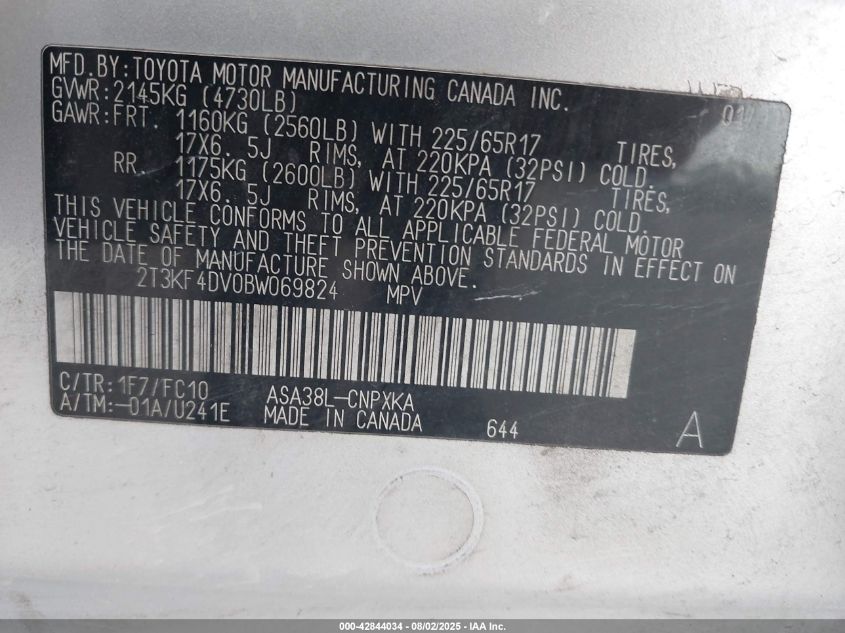 MFD.BY:TOYOTA MOTOR MANUFACTURING CANADA INC. 01/
GVWR:2145KG (4730LB)
GAWR:FRT. 1160KG (2560LB) WITH 225/65R17 TIRES,
17X6. 5J RIMS, AT 220KPA (32PSI) COLD.
RR. 1175KG (2600LB) WITH 225/65R17 TIRES,
17X6. 5J RIMS, AT 220KPA (32PSI) COLD.
THIS VEHICLE CONFORMS TO ALL APPLICABLE FEDERAL MOTOR
VEHICLE SAFETY AND THEFT PREVENTION STANDARDS IN EFFECT ON
THE DATE OF MANUFACTURE SHOWN ABOVE.
2T3KF4DV0BW069824 MPV
C/TR:1F7/FC10 ASA38L-CNPXKA
A/TM:-01A/U241E MADE IN CANADA 644 A
000-42844034 - 08/02/2025 - IAA Inc.